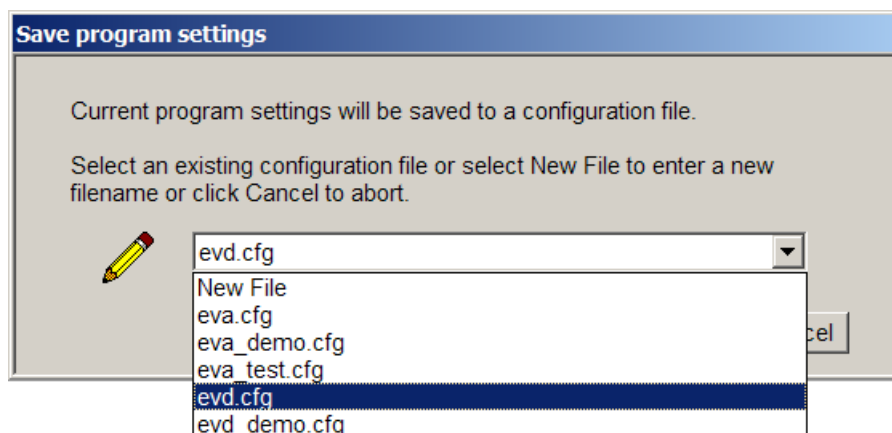 Save program settings
Current program settings will be saved to a configuration file.
Select an existing configuration file or select New File to enter a new
filename or click Cancel to abort.
evd.cfg
New File
eva.cfg
eva_demo.cfg
cel
eva_test.cfg
evd.cfg
evd_demo.cfg